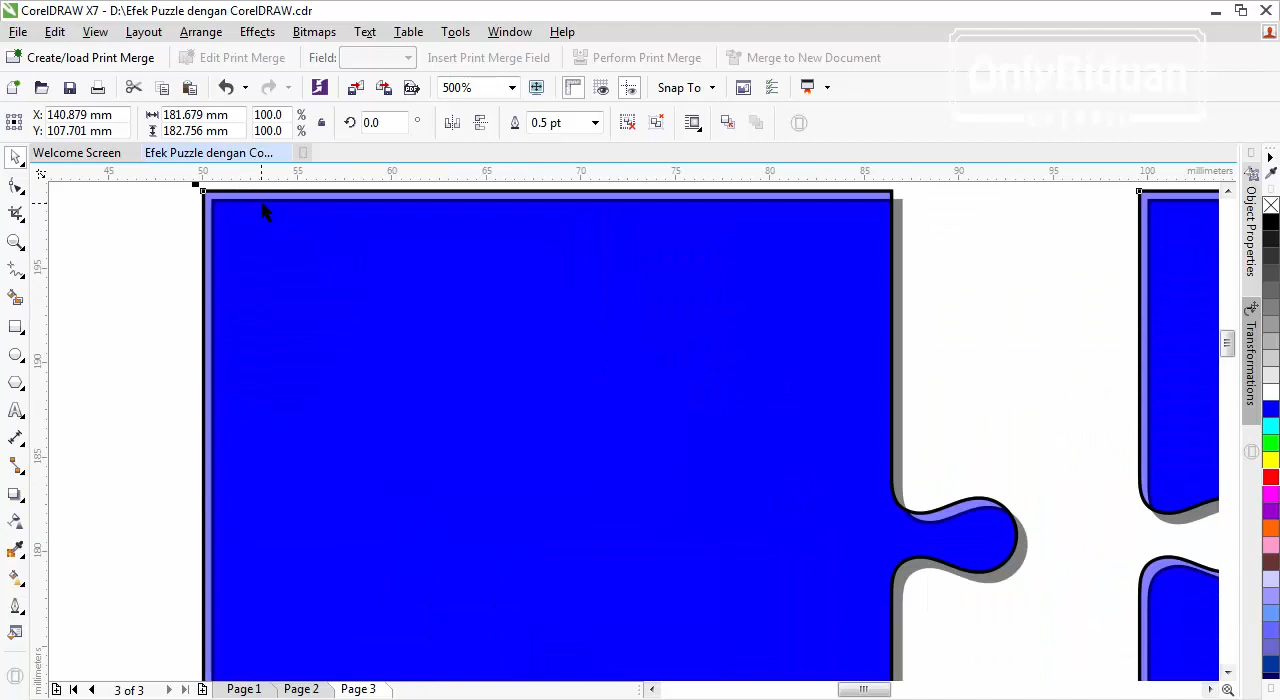 CorelDRAW X7 - D:\Efek Puzzle dengan CorelDRAW.cdr
File Edit View Layout Arrange Effects Bitmaps Text Table Tools Window Help
Create/load Print Merge Edit Print Merge Field: Insert Print Merge Field Perform Print Merge Merge to New Document
500% Snap To
X: 140.879 mm 181.679 mm 100.0 %
Y: 107.701 mm 182.756 mm 100.0 %
0.0 ° 0.5 pt
Welcome Screen Efek Puzzle dengan Co...
45 50 55 60 65 70 75 80 85 90 95 100 millimeters
195
190
185
180
millimeters
Object Properties
Transformations
3 of 3 Page 1 Page 2 Page 3